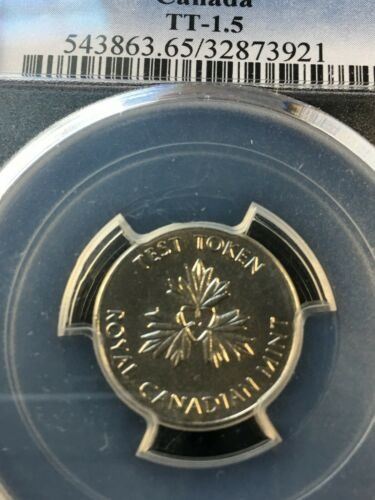 Canada
TT-1.5
543863.65/32873921
TEST TOKEN
ROYAL CANADIAN MINT